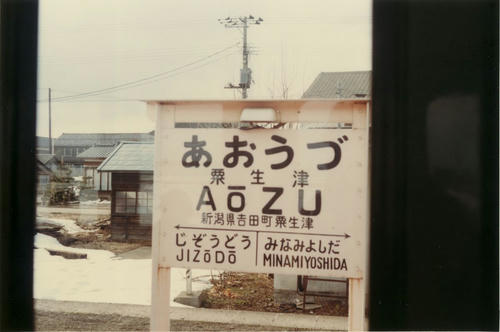 あおうづ
粟生津
AŌZU
新潟県吉田町粟生津
じぞうどう みなみよしだ
JIZŌDŌ MINAMIYOSHIDA